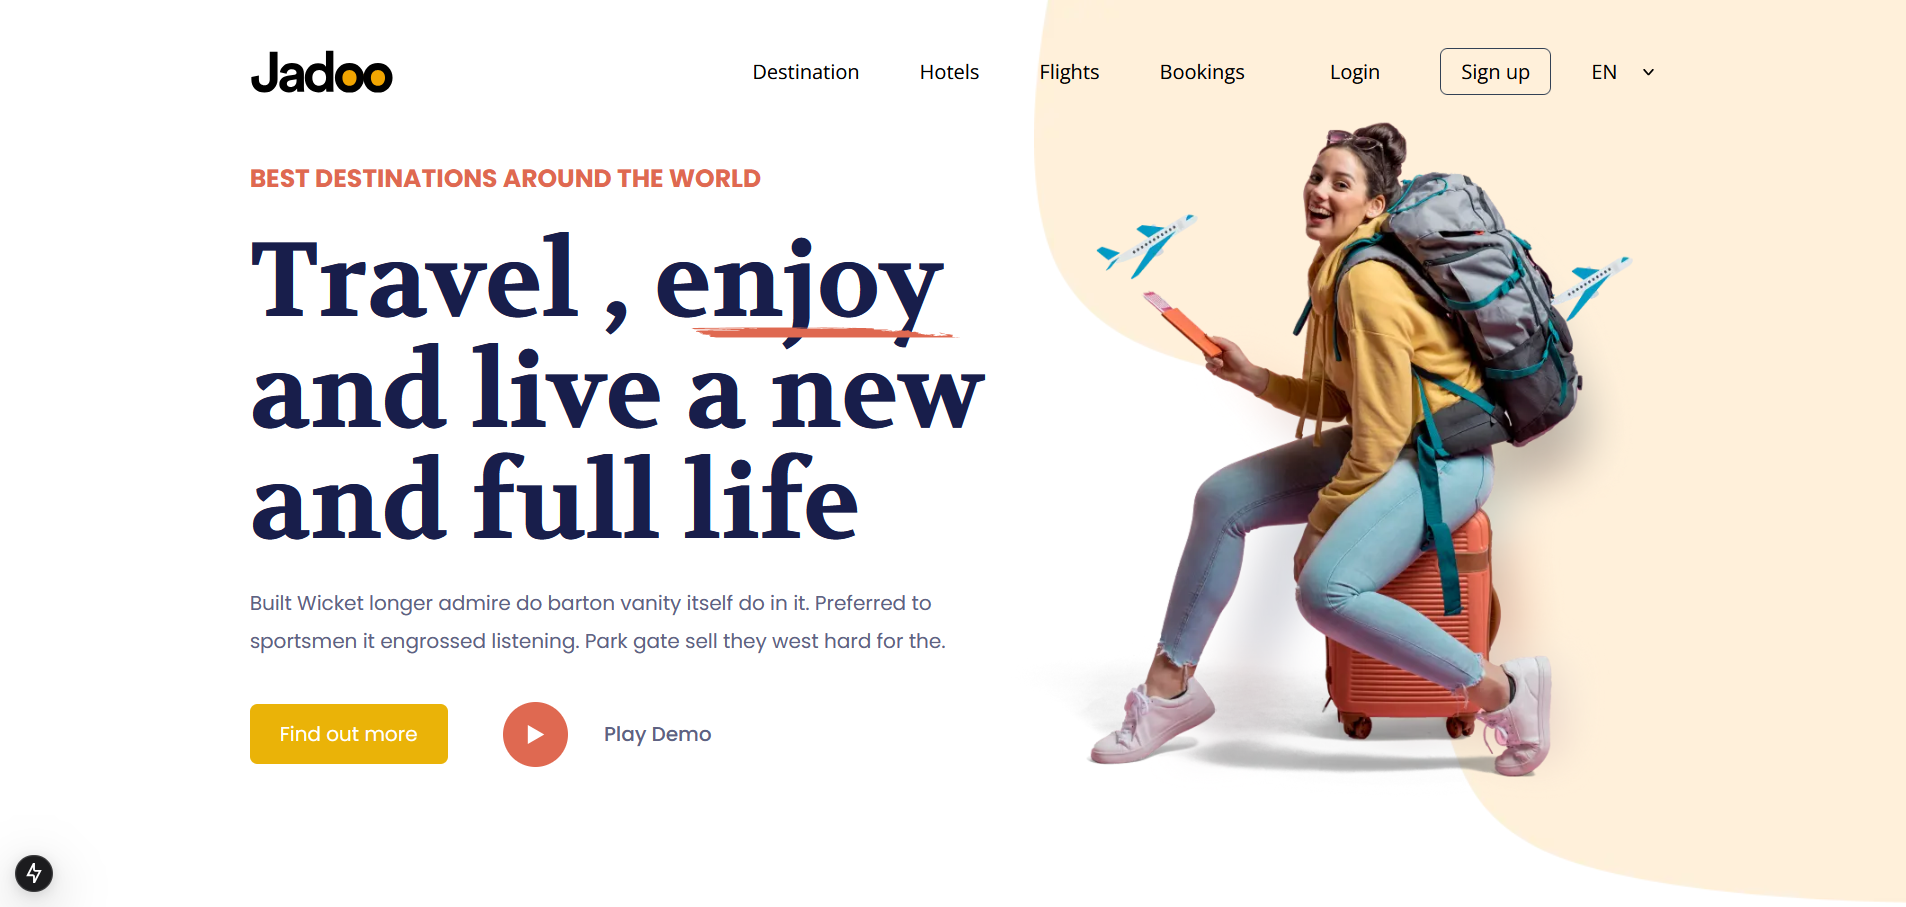 Jadoo
Destination Hotels Flights Bookings Login Sign up EN
BEST DESTINATIONS AROUND THE WORLD
Travel , enjoy
and live a new
and full life
Built Wicket longer admire do barton vanity itself do in it. Preferred to
sportsmen it engrossed listening. Park gate sell they west hard for the.
Find out more Play Demo